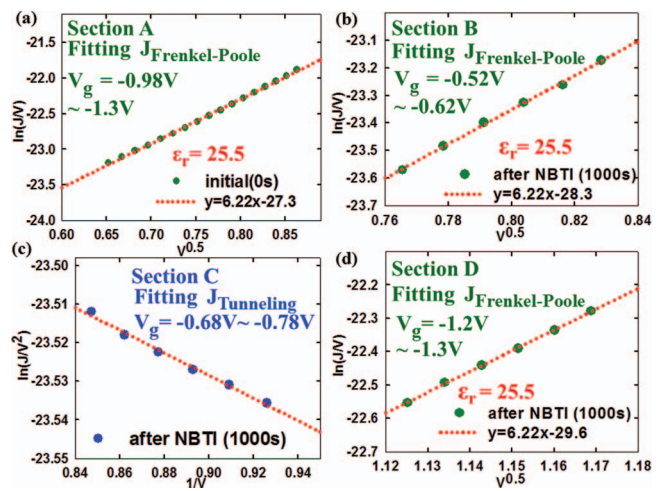 (a)
Section A
Fitting J_Frenkel-Poole
V_g = -0.98V
~ -1.3V
ε_r= 25.5
initial(0s)
y=6.22x-27.3
ln(J/V)
-21.0
-21.5
-22.0
-22.5
-23.0
-23.5
-24.0
0.60 0.65 0.70 0.75 0.80 0.85
V^0.5
(b)
Section B
Fitting J_Frenkel-Poole
V_g = -0.52V
~ -0.62V
ε_r= 25.5
after NBTI (1000s)
y=6.22x-28.3
ln(J/V)
-23.0
-23.1
-23.2
-23.3
-23.4
-23.5
-23.6
-23.7
0.76 0.78 0.80 0.82 0.84
V^0.5
(c)
Section C
Fitting J_Tunneling
V_g = -0.68V~ -0.78V
after NBTI (1000s)
ln(J/V²)
-23.50
-23.51
-23.52
-23.53
-23.54
-23.55
0.84 0.86 0.88 0.90 0.92 0.94
1/V
(d)
Section D
Fitting J_Frenkel-Poole
V_g = -1.2V
~ -1.3V
ε_r= 25.5
after NBTI (1000s)
y=6.22x-29.6
ln(J/V)
-22.2
-22.3
-22.4
-22.5
-22.6
-22.7
1.12 1.13 1.14 1.15 1.16 1.17 1.18
V^0.5